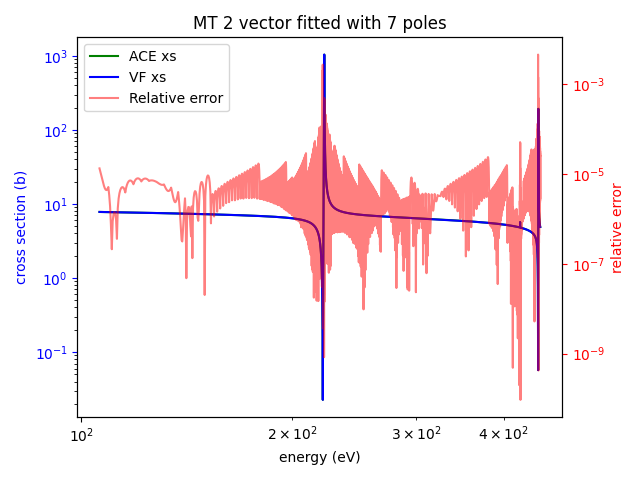 MT 2 vector fitted with 7 poles
ACE xs
VF xs
Relative error
cross section (b)
10³
10²
10¹
10⁰
10⁻¹
relative error
10⁻³
10⁻⁵
10⁻⁷
10⁻⁹
10²
2 × 10²
3 × 10²
4 × 10²
energy (eV)